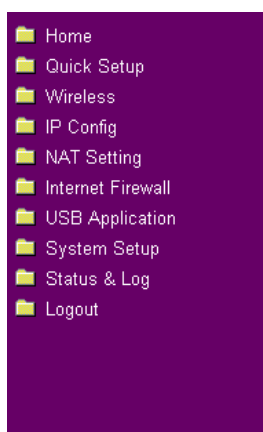 Home
Quick Setup
Wireless
IP Config
NAT Setting
Internet Firewall
USB Application
System Setup
Status & Log
Logout